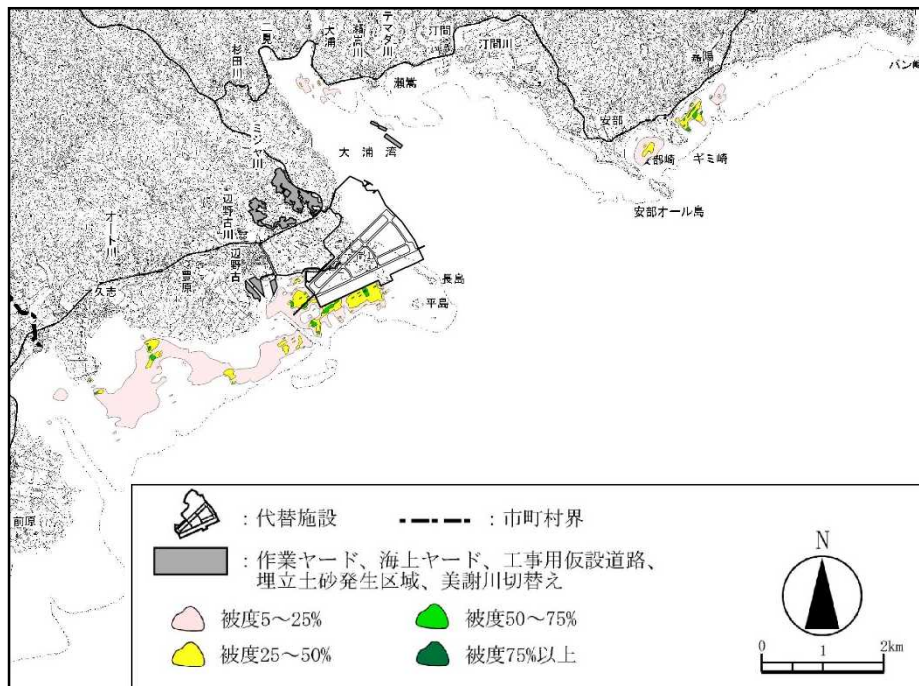 二見
杉田川
大浦
瀬嵩川
テマタ川
汀間
汀間川
嘉陽
バン崎
瀬嵩
安部
大浦湾
ミジャ川
ギミ崎
安部オール島
辺野古川
オート川
豊原
辺野古
久志
長島
平島
前原
：代替施設
：市町村界
：作業ヤード、海上ヤード、工事用仮設道路、
埋立土砂発生区域、美謝川切替え
被度5～25%
被度50～75%
被度25～50%
被度75%以上
N
0 1 2km